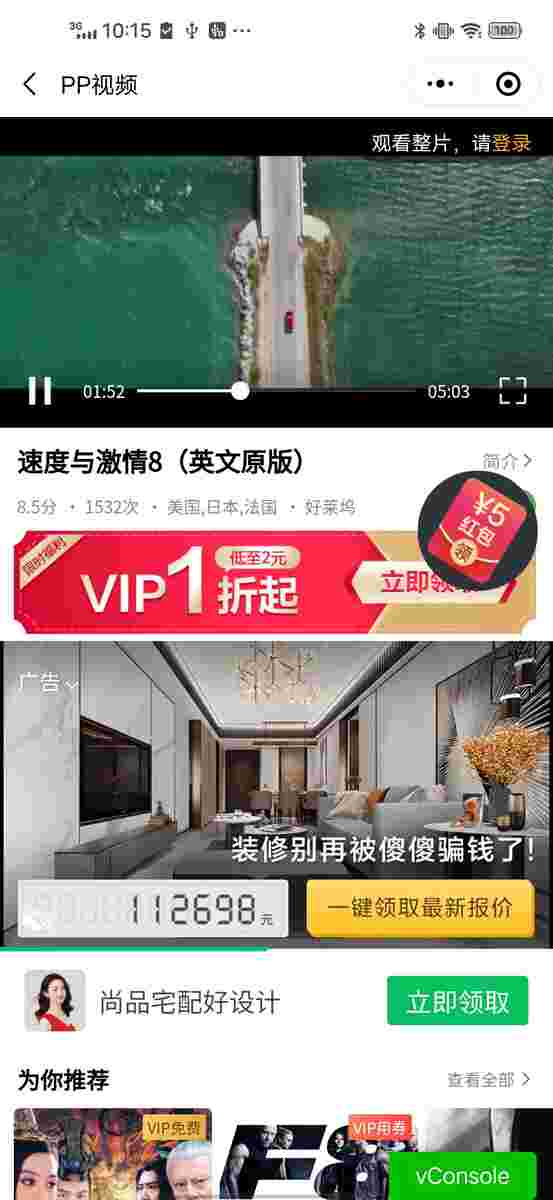 3G 10:15 ••• 100
PP视频
观看整片，请登录
01:52 05:03
速度与激情8（英文原版） 简介
8.5分 · 1532次 · 美国,日本,法国 · 好莱坞
¥5
红包
领
限时福利
VIP1折起
低至2元
立即领
广告
装修别再被傻傻骗钱了!
112698元
一键领取最新报价
尚品宅配好设计
立即领取
为你推荐 查看全部
VIP免费
VIP用券
F8
vConsole